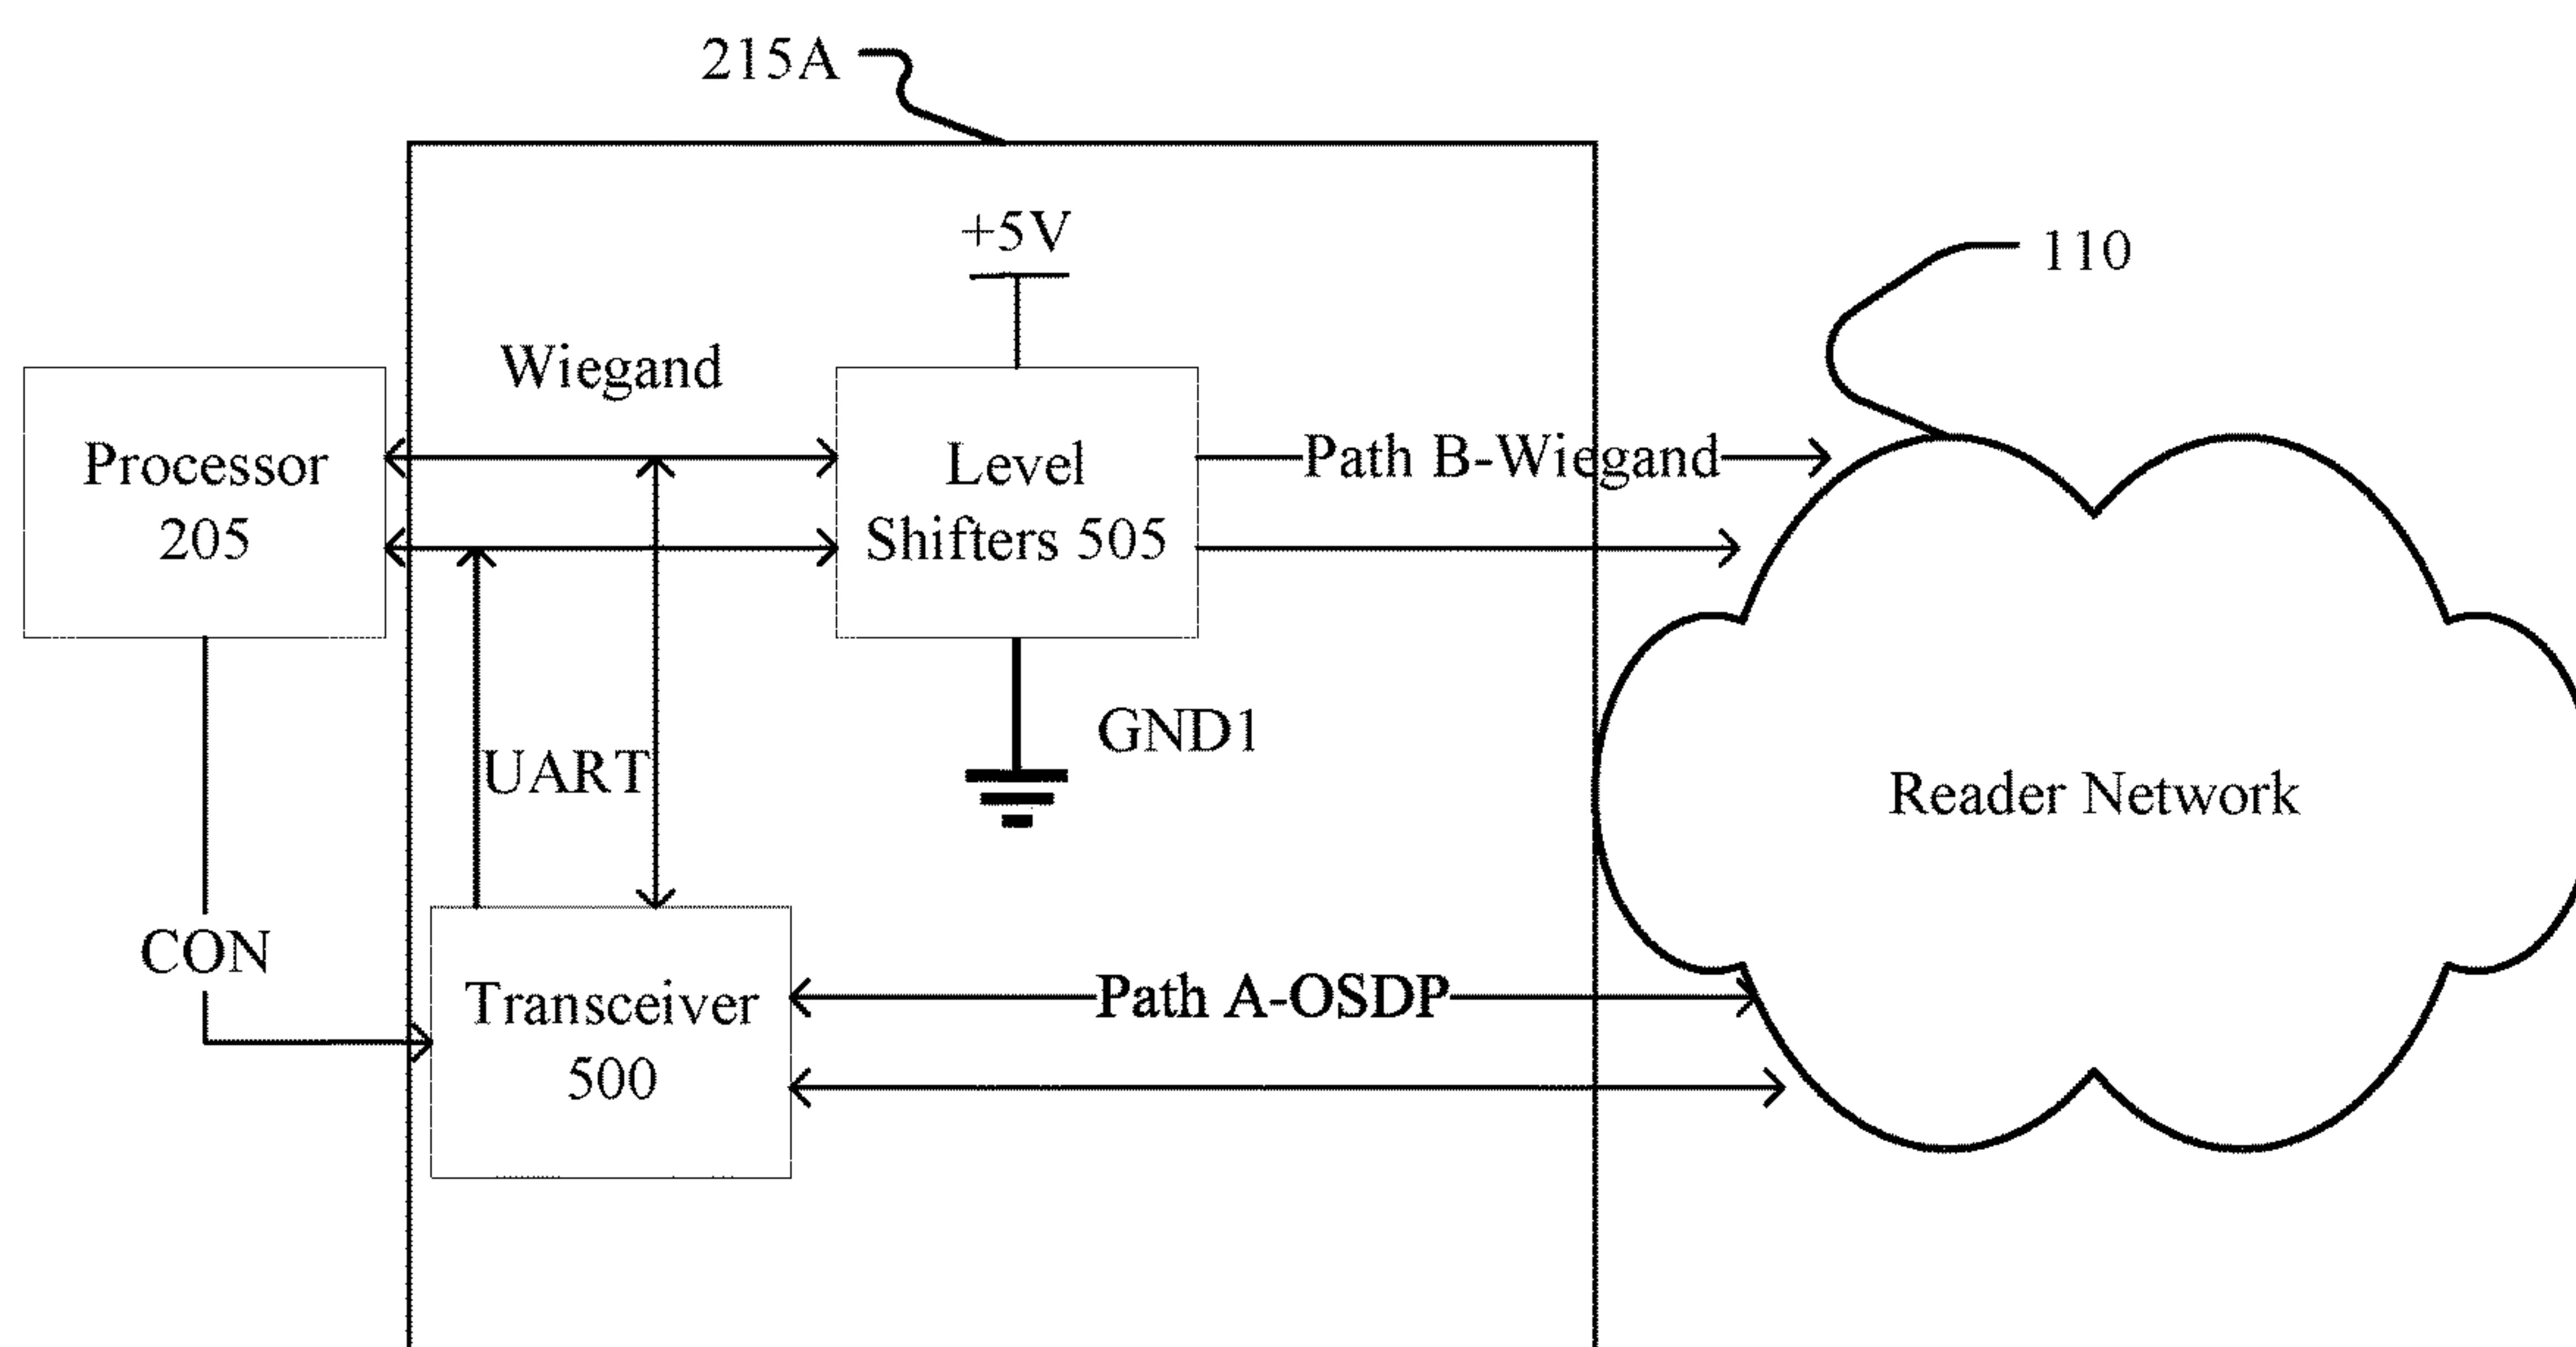 215A
+5V
110
Wiegand
Processor
205
Level
Shifters 505
Path B-Wiegand
UART
GND1
Reader Network
CON
Transceiver
500
Path A-OSDP